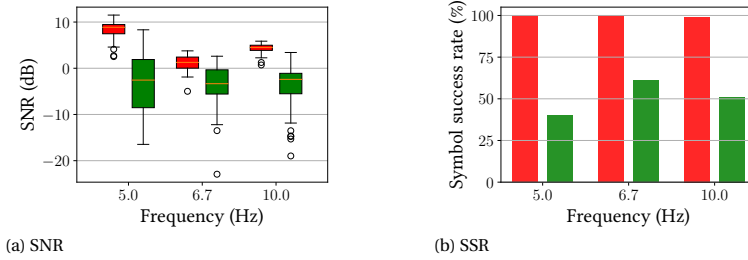 10
0
−10
−20
SNR (dB)
5.0 6.7 10.0
Frequency (Hz)
(a) SNR
100
75
50
25
0
Symbol success rate (%)
5.0 6.7 10.0
Frequency (Hz)
(b) SSR